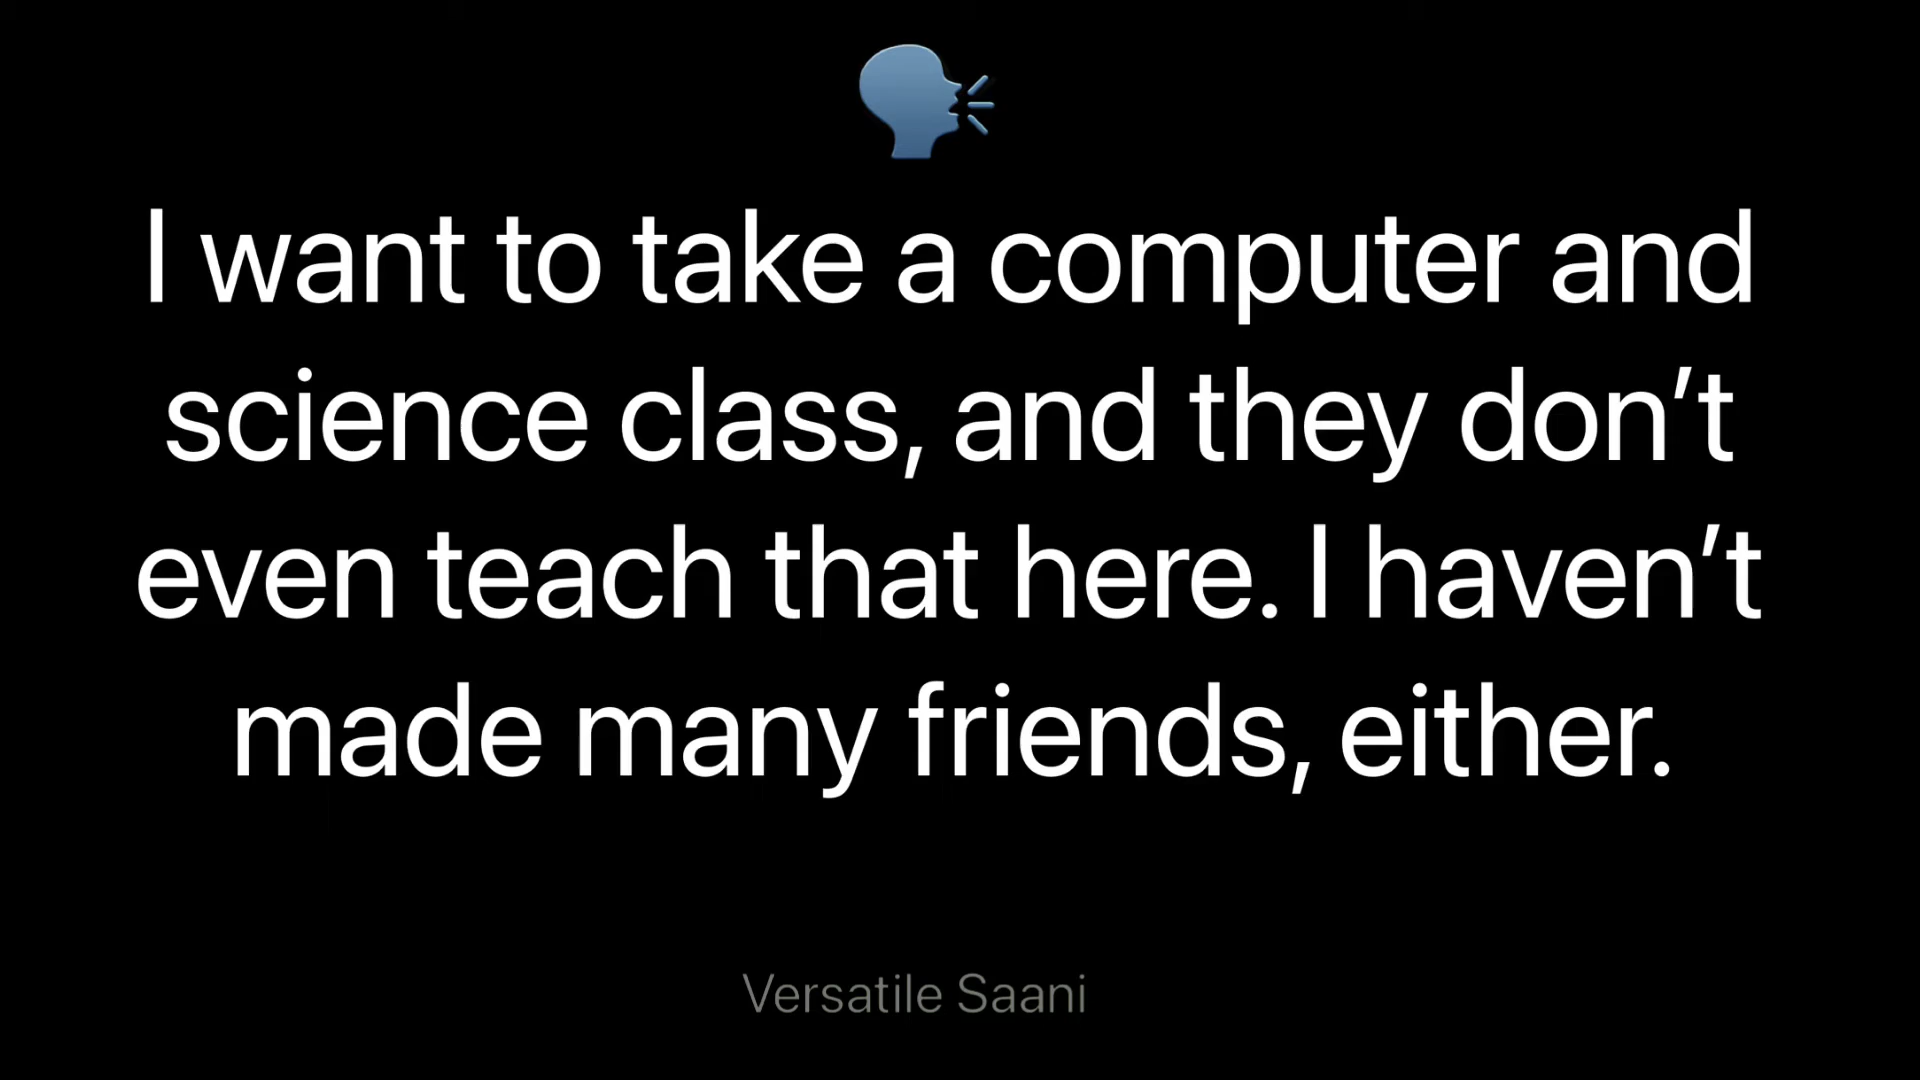 I want to take a computer and
science class, and they don’t
even teach that here. I haven’t
made many friends, either.
Versatile Saani